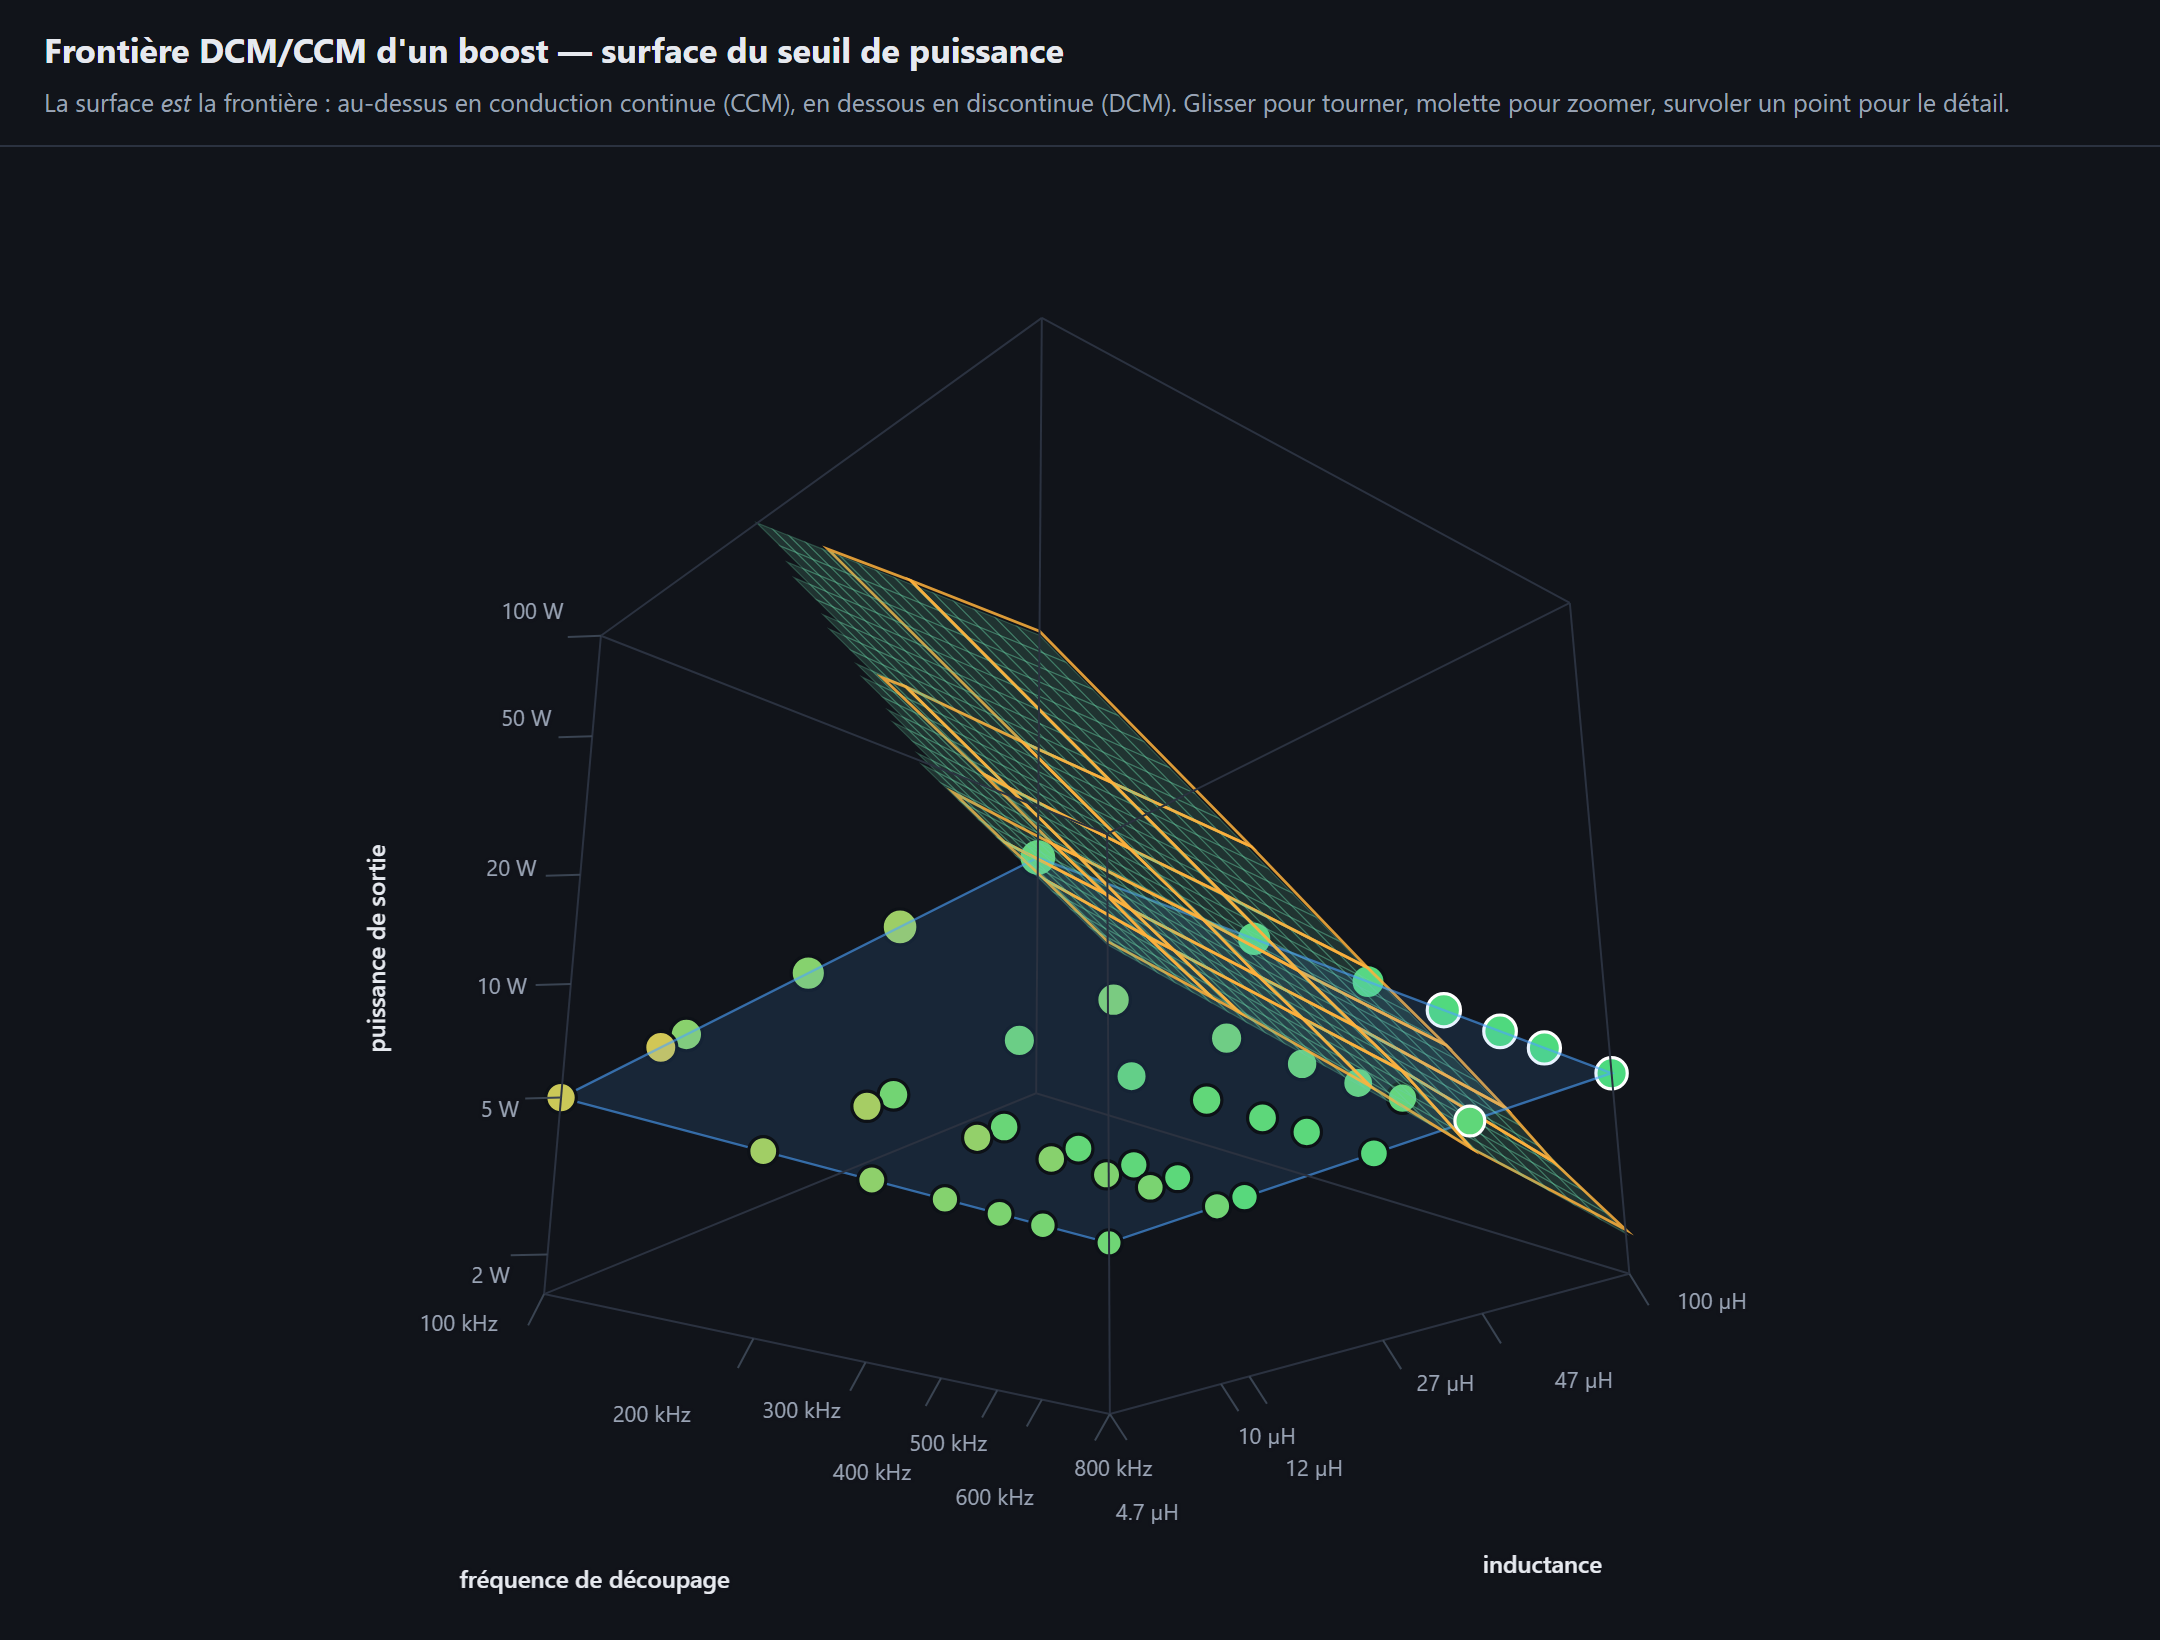 Frontière DCM/CCM d'un boost — surface du seuil de puissance
La surface est la frontière : au-dessus en conduction continue (CCM), en dessous en discontinue (DCM). Glisser pour tourner, molette pour zoomer, survoler un point pour le détail.
100 W
50 W
20 W
10 W
5 W
2 W
puissance de sortie
100 kHz
200 kHz
300 kHz
400 kHz
500 kHz
600 kHz
800 kHz
4.7 µH
10 µH
12 µH
27 µH
47 µH
100 µH
fréquence de découpage
inductance